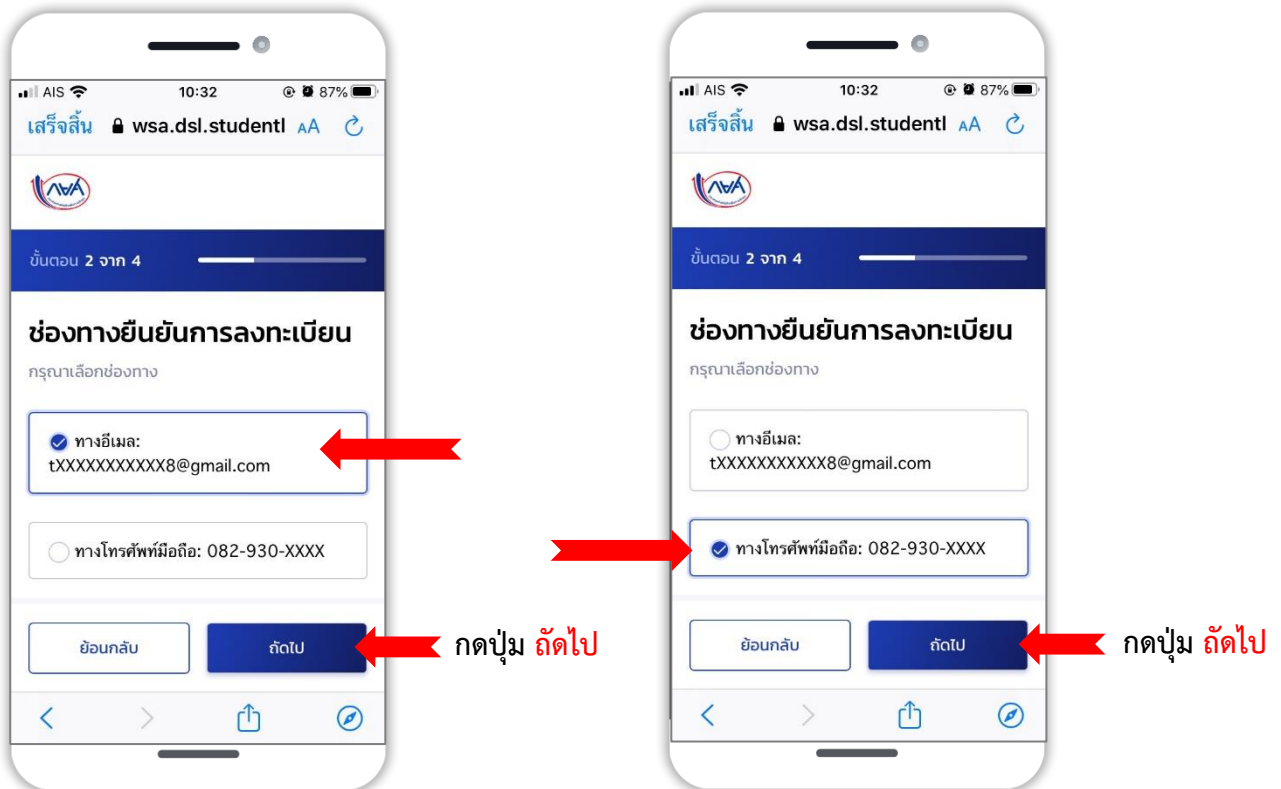 AIS 10:32 87%
เสร็จสิ้น wsa.dsl.studentl AA
กยศ
ขั้นตอน 2 จาก 4
ช่องทางยืนยันการลงทะเบียน
กรุณาเลือกช่องทาง
ทางอีเมล:
tXXXXXXXXXXX8@gmail.com
ทางโทรศัพท์มือถือ: 082-930-XXXX
ย้อนกลับ ถัดไป
กดปุ่ม ถัดไป
AIS 10:32 87%
เสร็จสิ้น wsa.dsl.studentl AA
กยศ
ขั้นตอน 2 จาก 4
ช่องทางยืนยันการลงทะเบียน
กรุณาเลือกช่องทาง
ทางอีเมล:
tXXXXXXXXXXX8@gmail.com
ทางโทรศัพท์มือถือ: 082-930-XXXX
ย้อนกลับ ถัดไป
กดปุ่ม ถัดไป